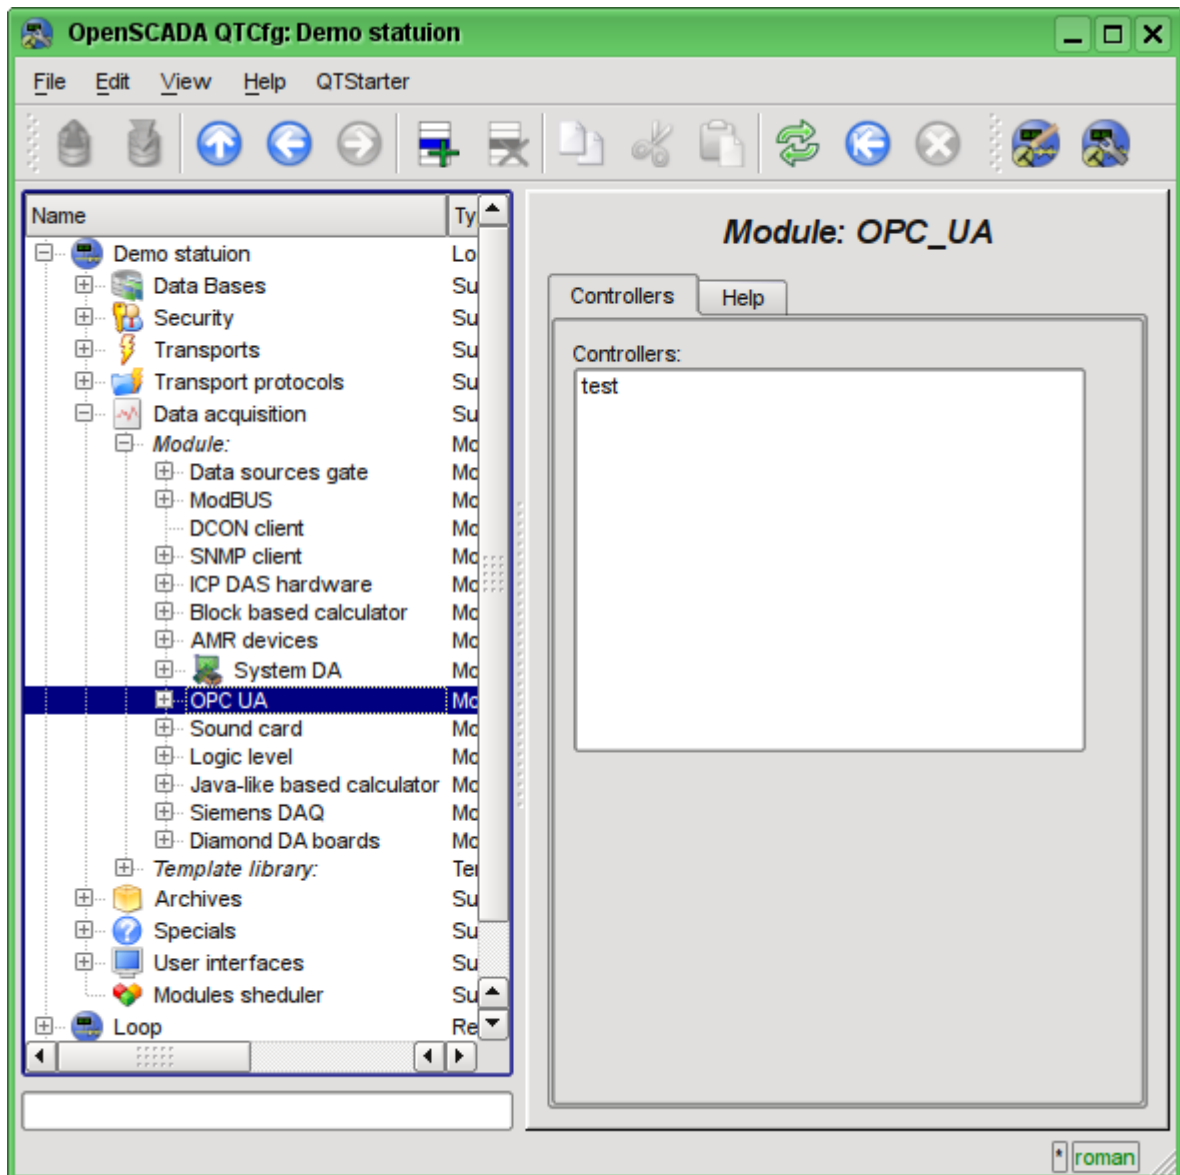 OpenSCADA QTCfg: Demo statuion
File Edit View Help QTStarter
Name Ty
Demo statuion Lo
Data Bases Su
Security Su
Transports Su
Transport protocols Su
Data acquisition Su
Module: Mo
Data sources gate Mo
ModBUS Mo
DCON client Mo
SNMP client Mo
ICP DAS hardware Mo
Block based calculator Mo
AMR devices Mo
System DA Mo
OPC UA Mo
Sound card Mo
Logic level Mo
Java-like based calculator Mo
Siemens DAQ Mo
Diamond DA boards Mo
Template library: Te
Archives Su
Specials Su
User interfaces Su
Modules sheduler Su
Loop Re
Module: OPC_UA
Controllers Help
Controllers:
test
* roman